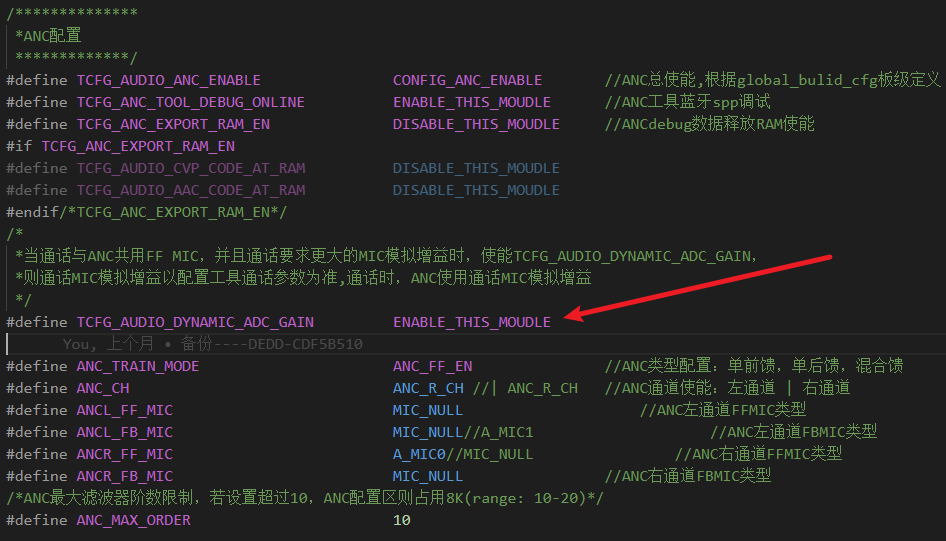 /**************
*ANC配置
*************/
#define TCFG_AUDIO_ANC_ENABLE CONFIG_ANC_ENABLE //ANC总使能,根据global_bulid_cfg板级定义
#define TCFG_ANC_TOOL_DEBUG_ONLINE ENABLE_THIS_MOUDLE //ANC工具蓝牙spp调试
#define TCFG_ANC_EXPORT_RAM_EN DISABLE_THIS_MOUDLE //ANCdebug数据释放RAM使能
#if TCFG_ANC_EXPORT_RAM_EN
#define TCFG_AUDIO_CVP_CODE_AT_RAM DISABLE_THIS_MOUDLE
#define TCFG_AUDIO_AAC_CODE_AT_RAM DISABLE_THIS_MOUDLE
#endif/*TCFG_ANC_EXPORT_RAM_EN*/
/*
*当通话与ANC共用FF MIC，并且通话要求更大的MIC模拟增益时，使能TCFG_AUDIO_DYNAMIC_ADC_GAIN，
*则通话MIC模拟增益以配置工具通话参数为准,通话时，ANC使用通话MIC模拟增益
*/
#define TCFG_AUDIO_DYNAMIC_ADC_GAIN ENABLE_THIS_MOUDLE
You, 上个月 • 备份----DEDD-CDF5B510
#define ANC_TRAIN_MODE ANC_FF_EN //ANC类型配置：单前馈，单后馈，混合馈
#define ANC_CH ANC_R_CH //| ANC_R_CH //ANC通道使能：左通道 | 右通道
#define ANCL_FF_MIC MIC_NULL //ANC左通道FFMIC类型
#define ANCL_FB_MIC MIC_NULL//A_MIC1 //ANC左通道FBMIC类型
#define ANCR_FF_MIC A_MIC0//MIC_NULL //ANC右通道FFMIC类型
#define ANCR_FB_MIC MIC_NULL //ANC右通道FBMIC类型
/*ANC最大滤波器阶数限制，若设置超过10，ANC配置区则占用8K(range: 10-20)*/
#define ANC_MAX_ORDER 10